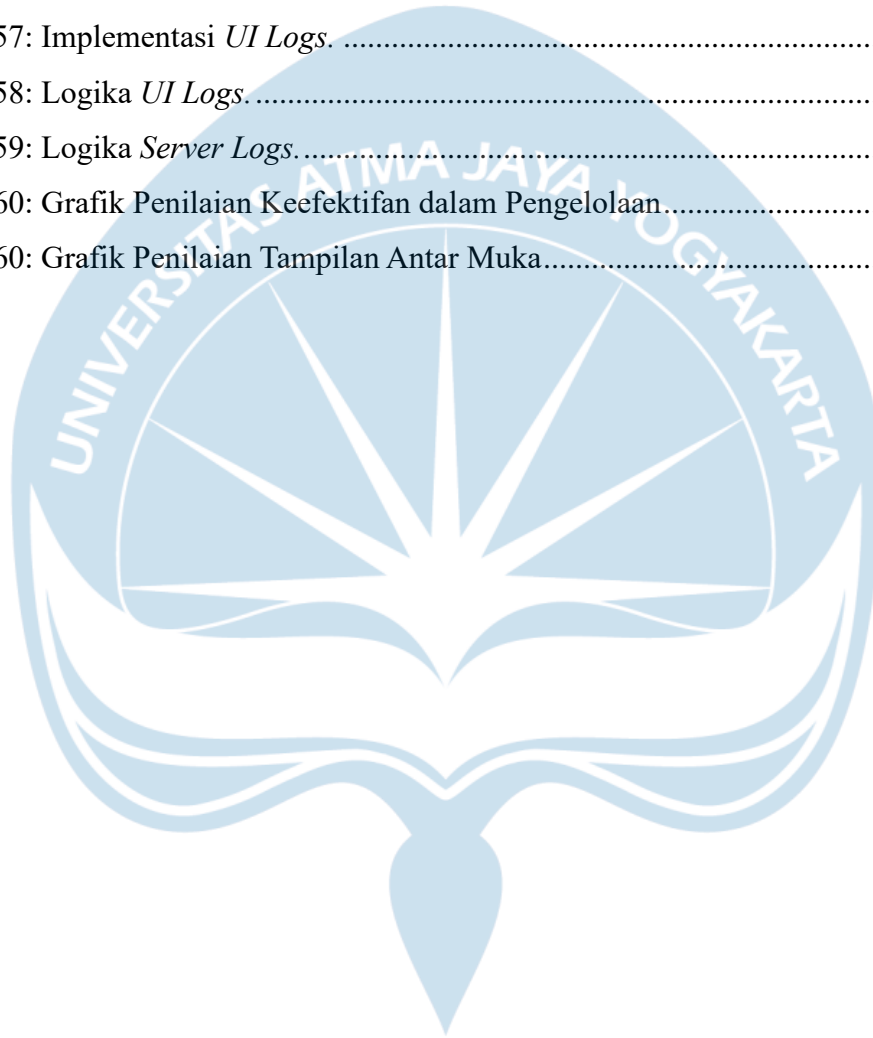 57: Implementasi UI Logs. ........................................................................
58: Logika UI Logs. ....................................................................................
59: Logika Server Logs. ..............................................................................
60: Grafik Penilaian Keefektifan dalam Pengelolaan..........................
60: Grafik Penilaian Tampilan Antar Muka.........................................
UNIVERSITAS ATMA JAYA YOGYAKARTA